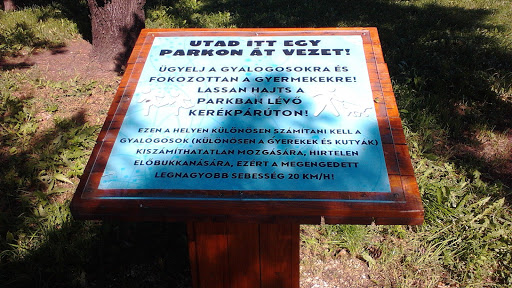 UTAD ITT EGY
PARKON ÁT VEZET!
ÜGYELJ A GYALOGOSOKRA ÉS
FOKOZOTTAN A GYERMEKEKRE!
LASSAN HAJTS A
PARKBAN LÉVŐ
KERÉKPÁRÚTON!
EZEN A HELYEN KÜLÖNÖSEN SZÁMÍTANI KELL A
GYALOGOSOK (KÜLÖNÖSEN A GYEREKEK ÉS KUTYÁK)
KISZÁMÍTHATATLAN MOZGÁSÁRA, HIRTELEN
ELŐBUKKANÁSÁRA, EZÉRT A MEGENGEDETT
LEGNAGYOBB SEBESSÉG 20 KM/H!